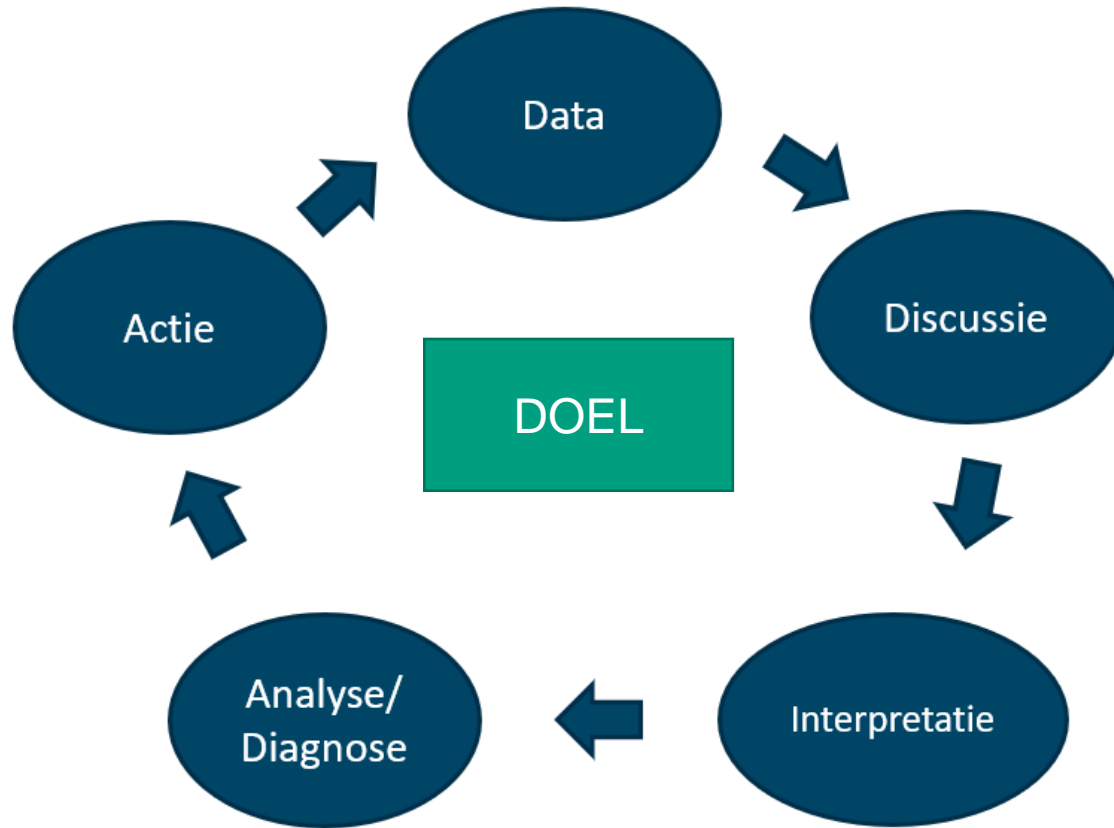 Data
Discussie
Interpretatie
Analyse/
Diagnose
Actie
DOEL